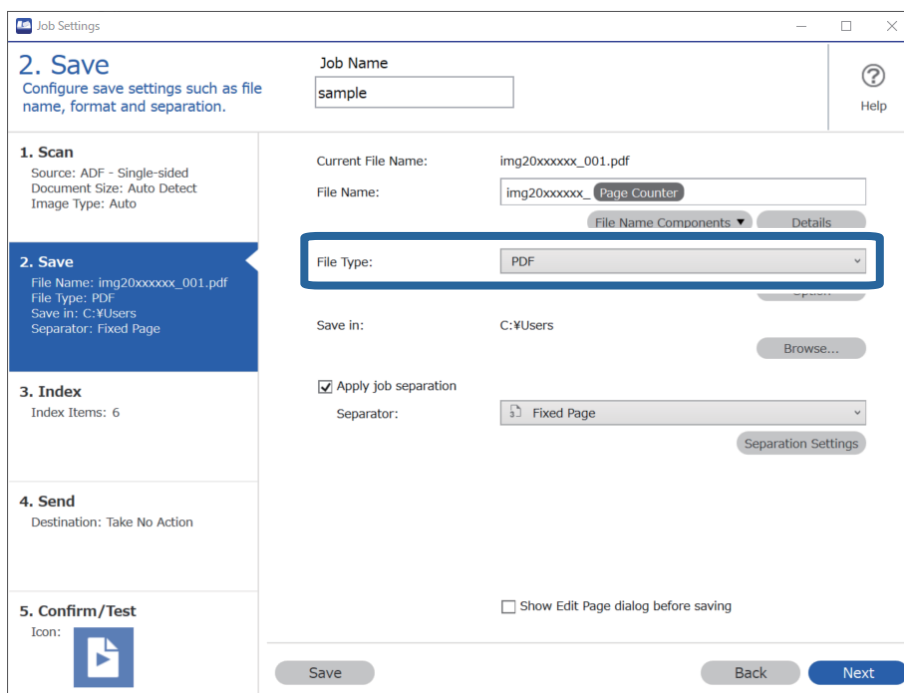 Job Settings
2. Save
Configure save settings such as file
name, format and separation.
Job Name
sample
Help
1. Scan
Source: ADF - Single-sided
Document Size: Auto Detect
Image Type: Auto
2. Save
File Name: img20xxxxxx_001.pdf
File Type: PDF
Save in: C:¥Users
Separator: Fixed Page
3. Index
Index Items: 6
4. Send
Destination: Take No Action
5. Confirm/Test
Icon:
Current File Name: img20xxxxxx_001.pdf
File Name: img20xxxxxx_ Page Counter
File Name Components ▼ Details
File Type: PDF
Option
Save in: C:¥Users
Browse...
Apply job separation
Separator: Fixed Page
Separation Settings
Show Edit Page dialog before saving
Save Back Next